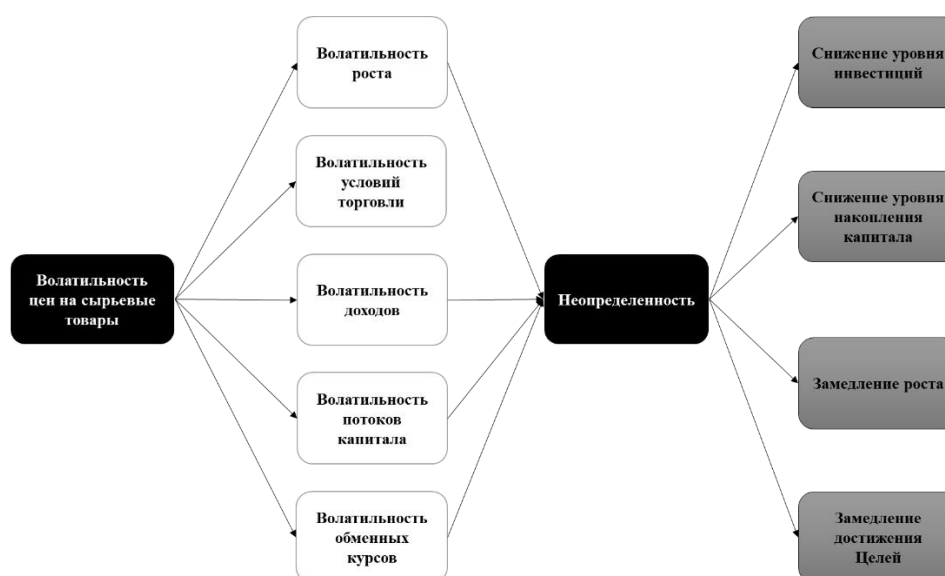 Волатильность
цен на сырьевые
товары
Волатильность
роста
Волатильность
условий
торговли
Волатильность
доходов
Волатильность
потоков
капитала
Волатильность
обменных
курсов
Неопределенность
Снижение уровня
инвестиций
Снижение уровня
накопления
капитала
Замедление роста
Замедление
достижения
Целей